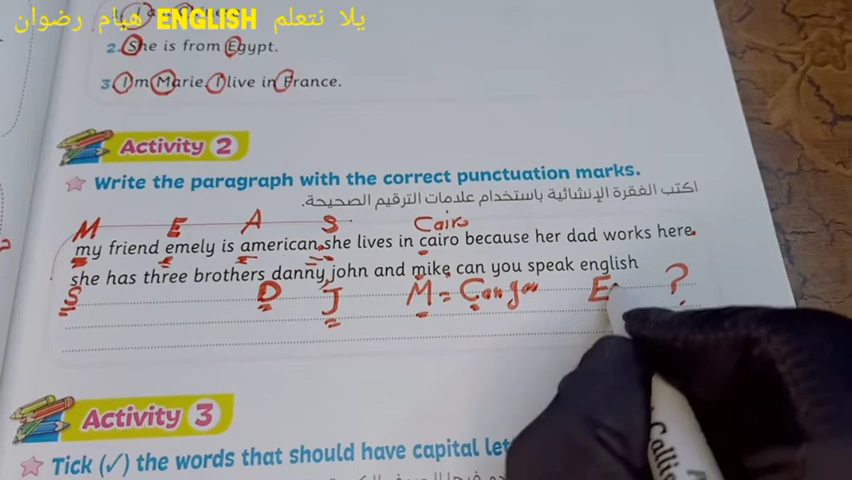 يلا نتعلم ENGLISH هيام رضوان
2. She is from Egypt.
3. I'm Marie. I live in France.
Activity 2
Write the paragraph with the correct punctuation marks.
اكتب الفقرة الإنشائية باستخدام علامات الترقيم الصحيحة.
M E A S Cairo
my friend emely is american, she lives in cairo because her dad works here.
she has three brothers danny, john and mike can you speak english
S D J M = Can you E ?
Activity 3
Tick (✓) the words that should have capital let